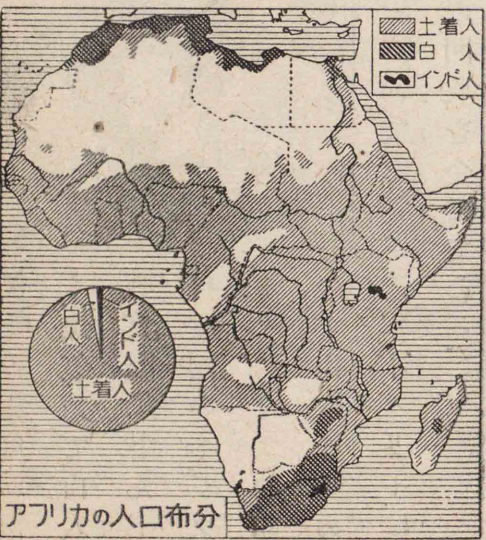 土着人
白 人
インド人
白人
インド人
土着人
アフリカの人口布分